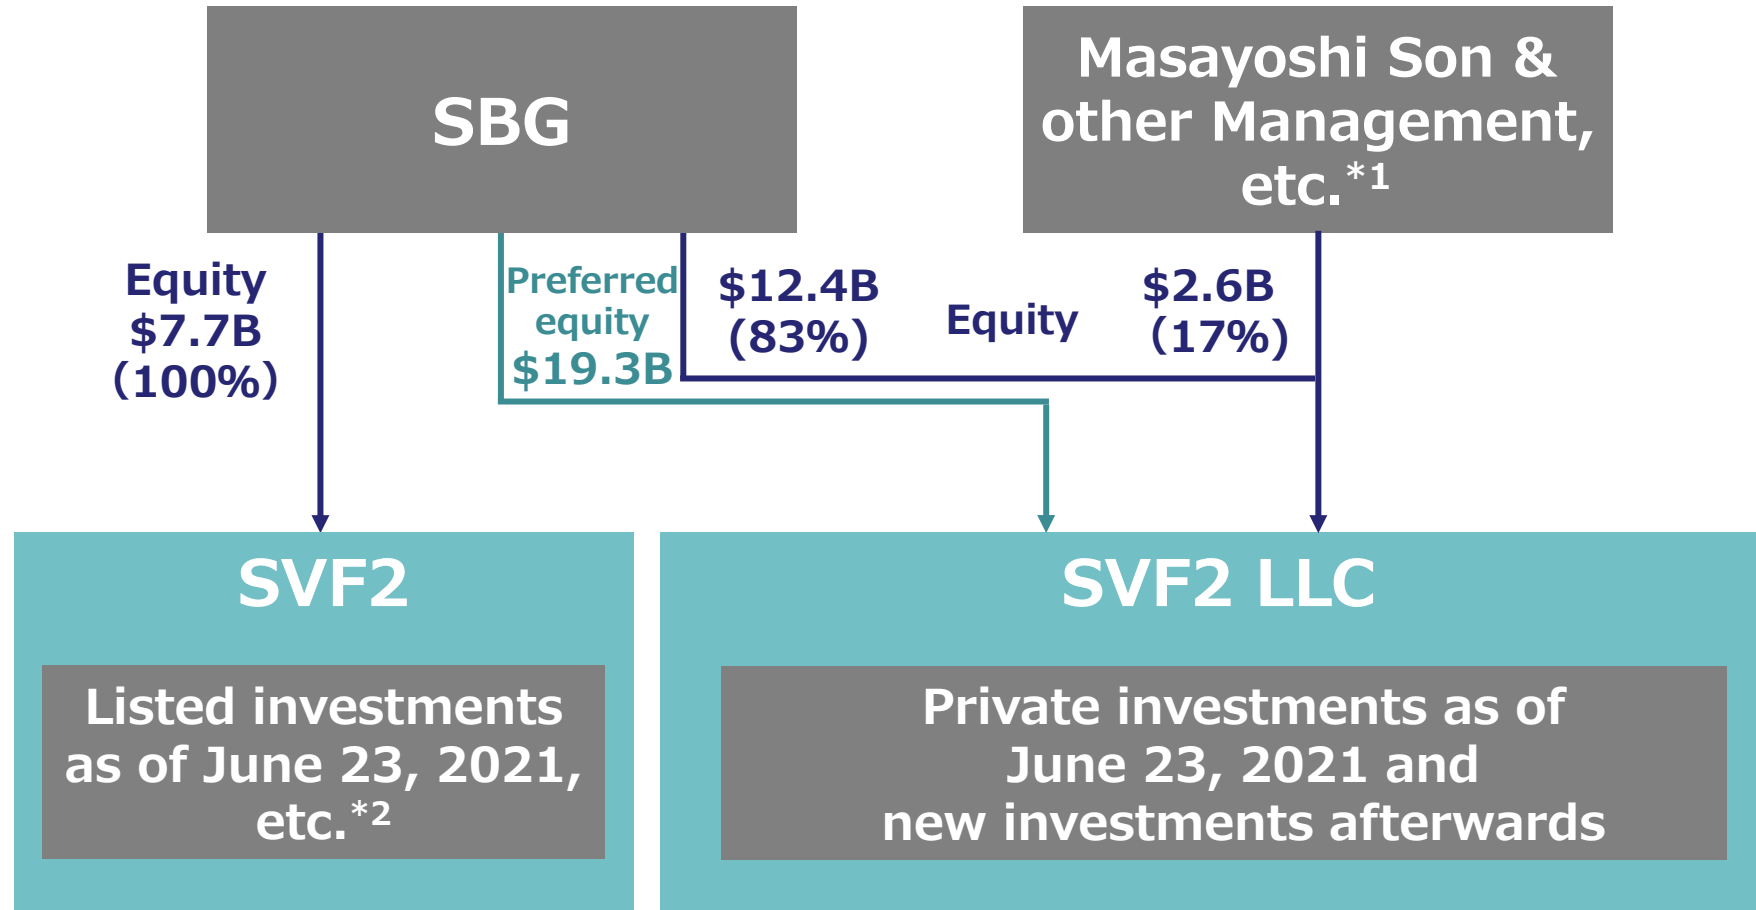 SBG
Masayoshi Son &
other Management,
etc.*1
Equity
$7.7B
(100%)
Preferred
equity
$19.3B
$12.4B
(83%)
Equity
$2.6B
(17%)
SVF2
Listed investments
as of June 23, 2021,
etc.*2
SVF2 LLC
Private investments as of
June 23, 2021 and
new investments afterwards